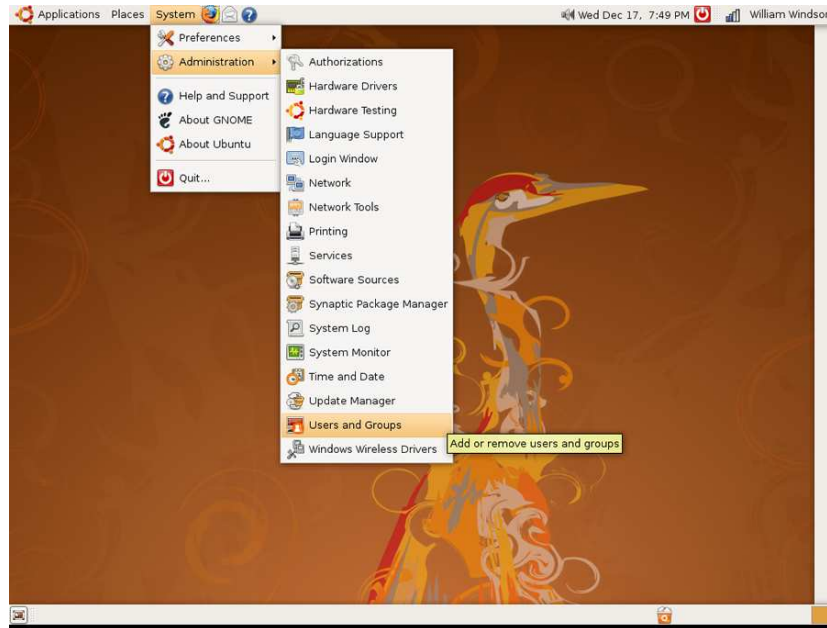 Applications Places System Wed Dec 17, 7:49 PM William Windsor
Preferences
Administration
Help and Support
About GNOME
About Ubuntu
Quit...
Authorizations
Hardware Drivers
Hardware Testing
Language Support
Login Window
Network
Network Tools
Printing
Services
Software Sources
Synaptic Package Manager
System Log
System Monitor
Time and Date
Update Manager
Users and Groups
Windows Wireless Drivers
Add or remove users and groups